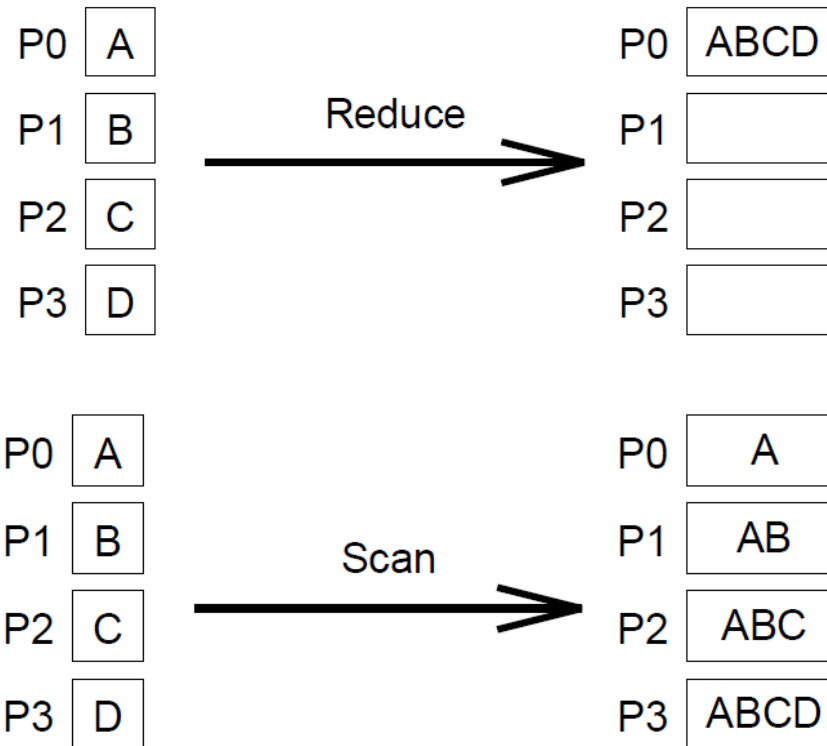 P0 A P0 ABCD
Reduce
P1 B P1
P2 C P2
P3 D P3
P0 A P0 A
P1 B P1 AB
Scan
P2 C P2 ABC
P3 D P3 ABCD